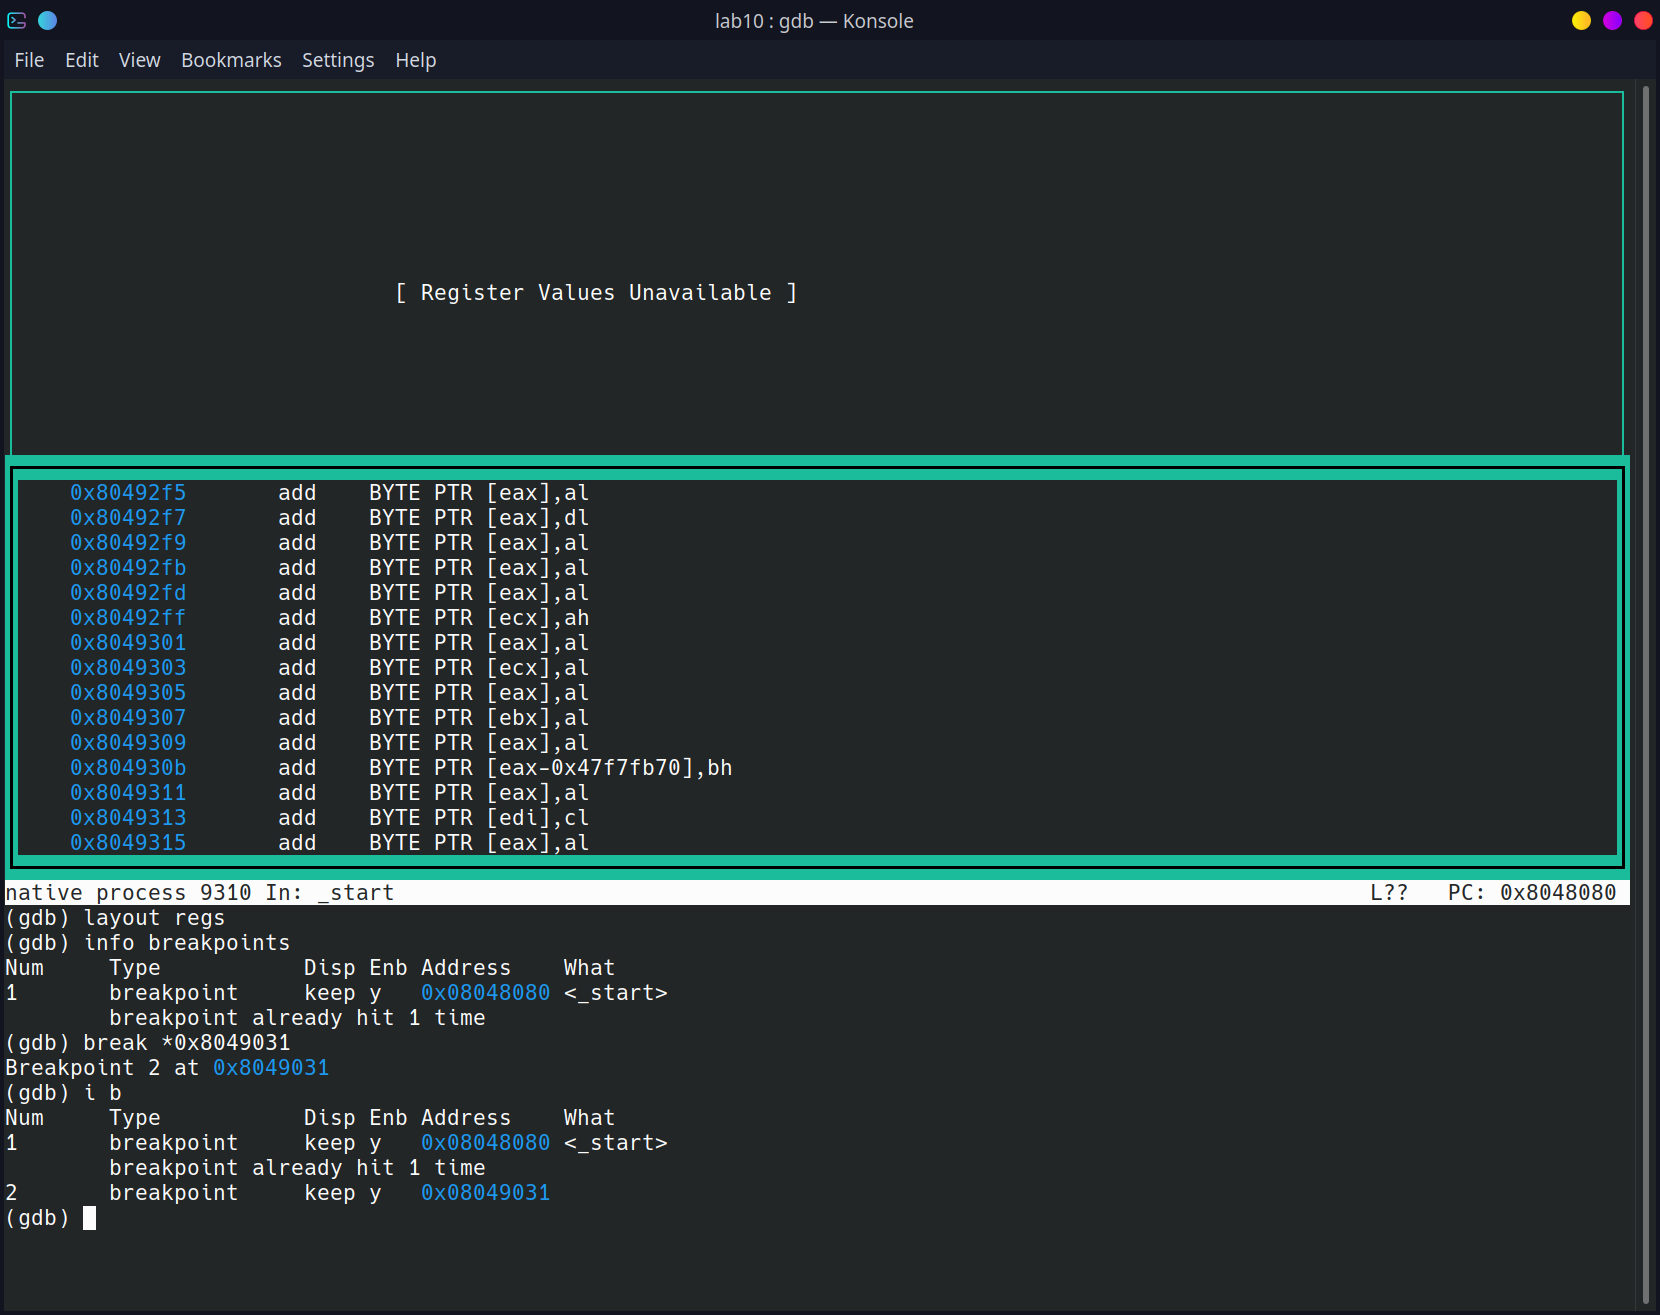 lab10 : gdb — Konsole
File Edit View Bookmarks Settings Help
[ Register Values Unavailable ]
0x80492f5 add BYTE PTR [eax],al
0x80492f7 add BYTE PTR [eax],dl
0x80492f9 add BYTE PTR [eax],al
0x80492fb add BYTE PTR [eax],al
0x80492fd add BYTE PTR [eax],al
0x80492ff add BYTE PTR [ecx],ah
0x8049301 add BYTE PTR [eax],al
0x8049303 add BYTE PTR [ecx],al
0x8049305 add BYTE PTR [eax],al
0x8049307 add BYTE PTR [ebx],al
0x8049309 add BYTE PTR [eax],al
0x804930b add BYTE PTR [eax-0x47f7fb70],bh
0x8049311 add BYTE PTR [eax],al
0x8049313 add BYTE PTR [edi],cl
0x8049315 add BYTE PTR [eax],al
native process 9310 In: _start L?? PC: 0x8048080
(gdb) layout regs
(gdb) info breakpoints
Num Type Disp Enb Address What
1 breakpoint keep y 0x08048080 <_start>
breakpoint already hit 1 time
(gdb) break *0x8049031
Breakpoint 2 at 0x8049031
(gdb) i b
Num Type Disp Enb Address What
1 breakpoint keep y 0x08048080 <_start>
breakpoint already hit 1 time
2 breakpoint keep y 0x08049031
(gdb)